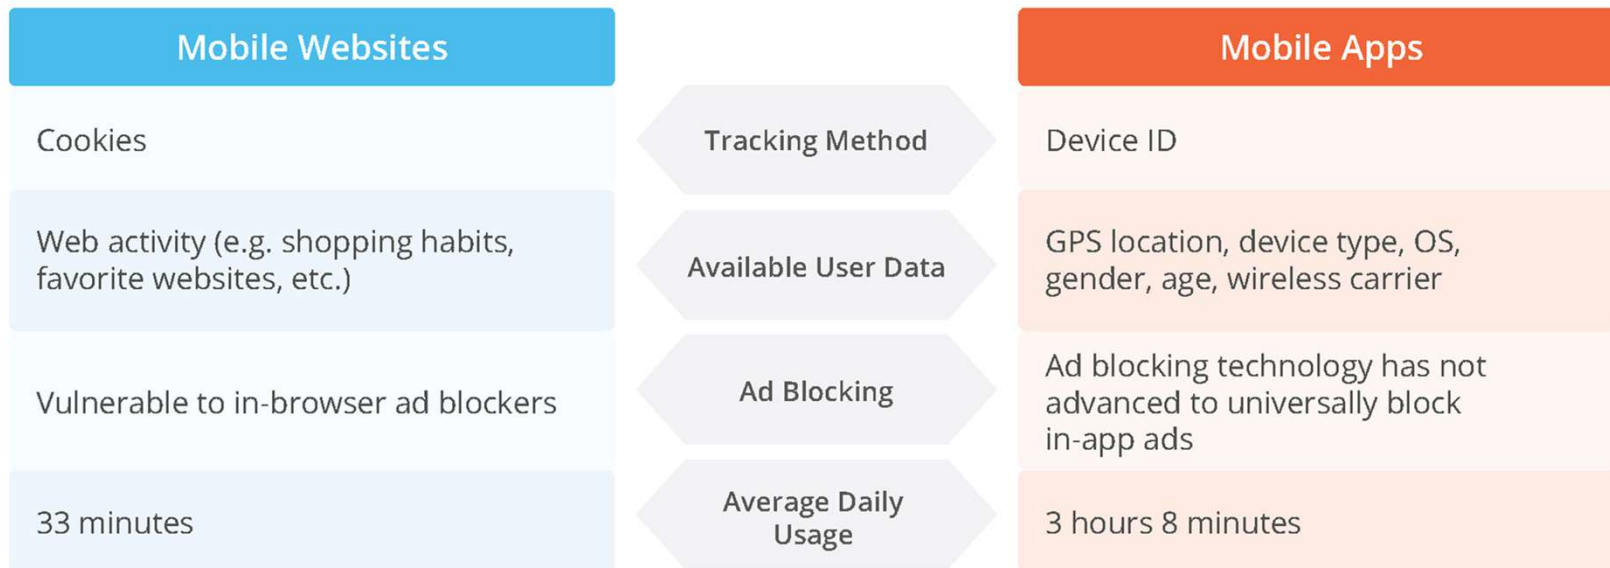 Mobile Websites
Mobile Apps
Cookies
Tracking Method
Device ID
Web activity (e.g. shopping habits,
favorite websites, etc.)
Available User Data
GPS location, device type, OS,
gender, age, wireless carrier
Vulnerable to in-browser ad blockers
Ad Blocking
Ad blocking technology has not
advanced to universally block
in-app ads
33 minutes
Average Daily
Usage
3 hours 8 minutes